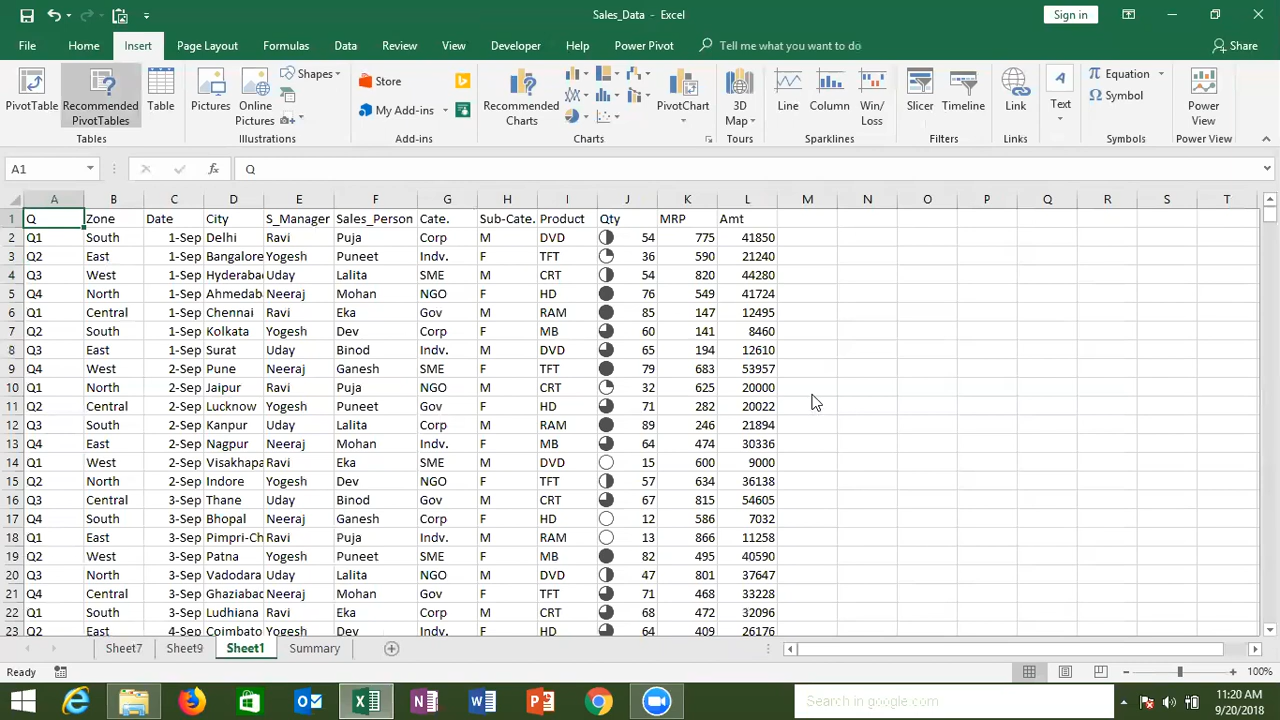 Sales_Data - Excel
Sign in
File Home Insert Page Layout Formulas Data Review View Developer Help Power Pivot Tell me what you want to do Share
PivotTable Recommended PivotTables Table Pictures Online Pictures Shapes Store My Add-ins Recommended Charts PivotChart 3D Map Line Column Win/Loss Slicer Timeline Link Text Equation Symbol Power View
Tables Illustrations Add-ins Charts Tours Sparklines Filters Links Symbols Power View
A1 fx Q
A B C D E F G H I J K L M N O P Q R S T
1 Q Zone Date City S_Manager Sales_Person Cate. Sub-Cate. Product Qty MRP Amt
2 Q1 South 1-Sep Delhi Ravi Puja Corp M DVD 54 775 41850
3 Q2 East 1-Sep Bangalore Yogesh Puneet Indv. F TFT 36 590 21240
4 Q3 West 1-Sep Hyderaba Uday Lalita SME M CRT 54 820 44280
5 Q4 North 1-Sep Ahmedab Neeraj Mohan NGO F HD 76 549 41724
6 Q1 Central 1-Sep Chennai Ravi Eka Gov M RAM 85 147 12495
7 Q2 South 1-Sep Kolkata Yogesh Dev Corp F MB 60 141 8460
8 Q3 East 1-Sep Surat Uday Binod Indv. M DVD 65 194 12610
9 Q4 West 2-Sep Pune Neeraj Ganesh SME F TFT 79 683 53957
10 Q1 North 2-Sep Jaipur Ravi Puja NGO M CRT 32 625 20000
11 Q2 Central 2-Sep Lucknow Yogesh Puneet Gov F HD 71 282 20022
12 Q3 South 2-Sep Kanpur Uday Lalita Corp M RAM 89 246 21894
13 Q4 East 2-Sep Nagpur Neeraj Mohan Indv. F MB 64 474 30336
14 Q1 West 2-Sep Visakhapa Ravi Eka SME M DVD 15 600 9000
15 Q2 North 2-Sep Indore Yogesh Dev NGO F TFT 57 634 36138
16 Q3 Central 3-Sep Thane Uday Binod Gov M CRT 67 815 54605
17 Q4 South 3-Sep Bhopal Neeraj Ganesh Corp F HD 12 586 7032
18 Q1 East 3-Sep Pimpri-Ch Ravi Puja Indv. M RAM 13 866 11258
19 Q2 West 3-Sep Patna Yogesh Puneet SME F MB 82 495 40590
20 Q3 North 3-Sep Vadodara Uday Lalita NGO M DVD 47 801 37647
21 Q4 Central 3-Sep Ghaziabad Neeraj Mohan Gov F TFT 71 468 33228
22 Q1 South 3-Sep Ludhiana Ravi Eka Corp M CRT 68 472 32096
23 Q2 East 4-Sep Coimbato Yogesh Dev Indv. F HD 64 409 26176
Sheet7 Sheet9 Sheet1 Summary
Ready 100%
Search in google.com
11:20 AM
9/20/2018